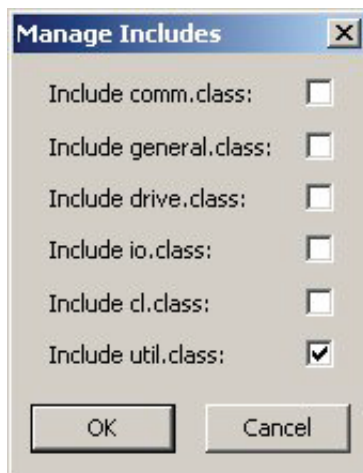 Manage Includes
Include comm.class:
Include general.class:
Include drive.class:
Include io.class:
Include cl.class:
Include util.class:
OK Cancel